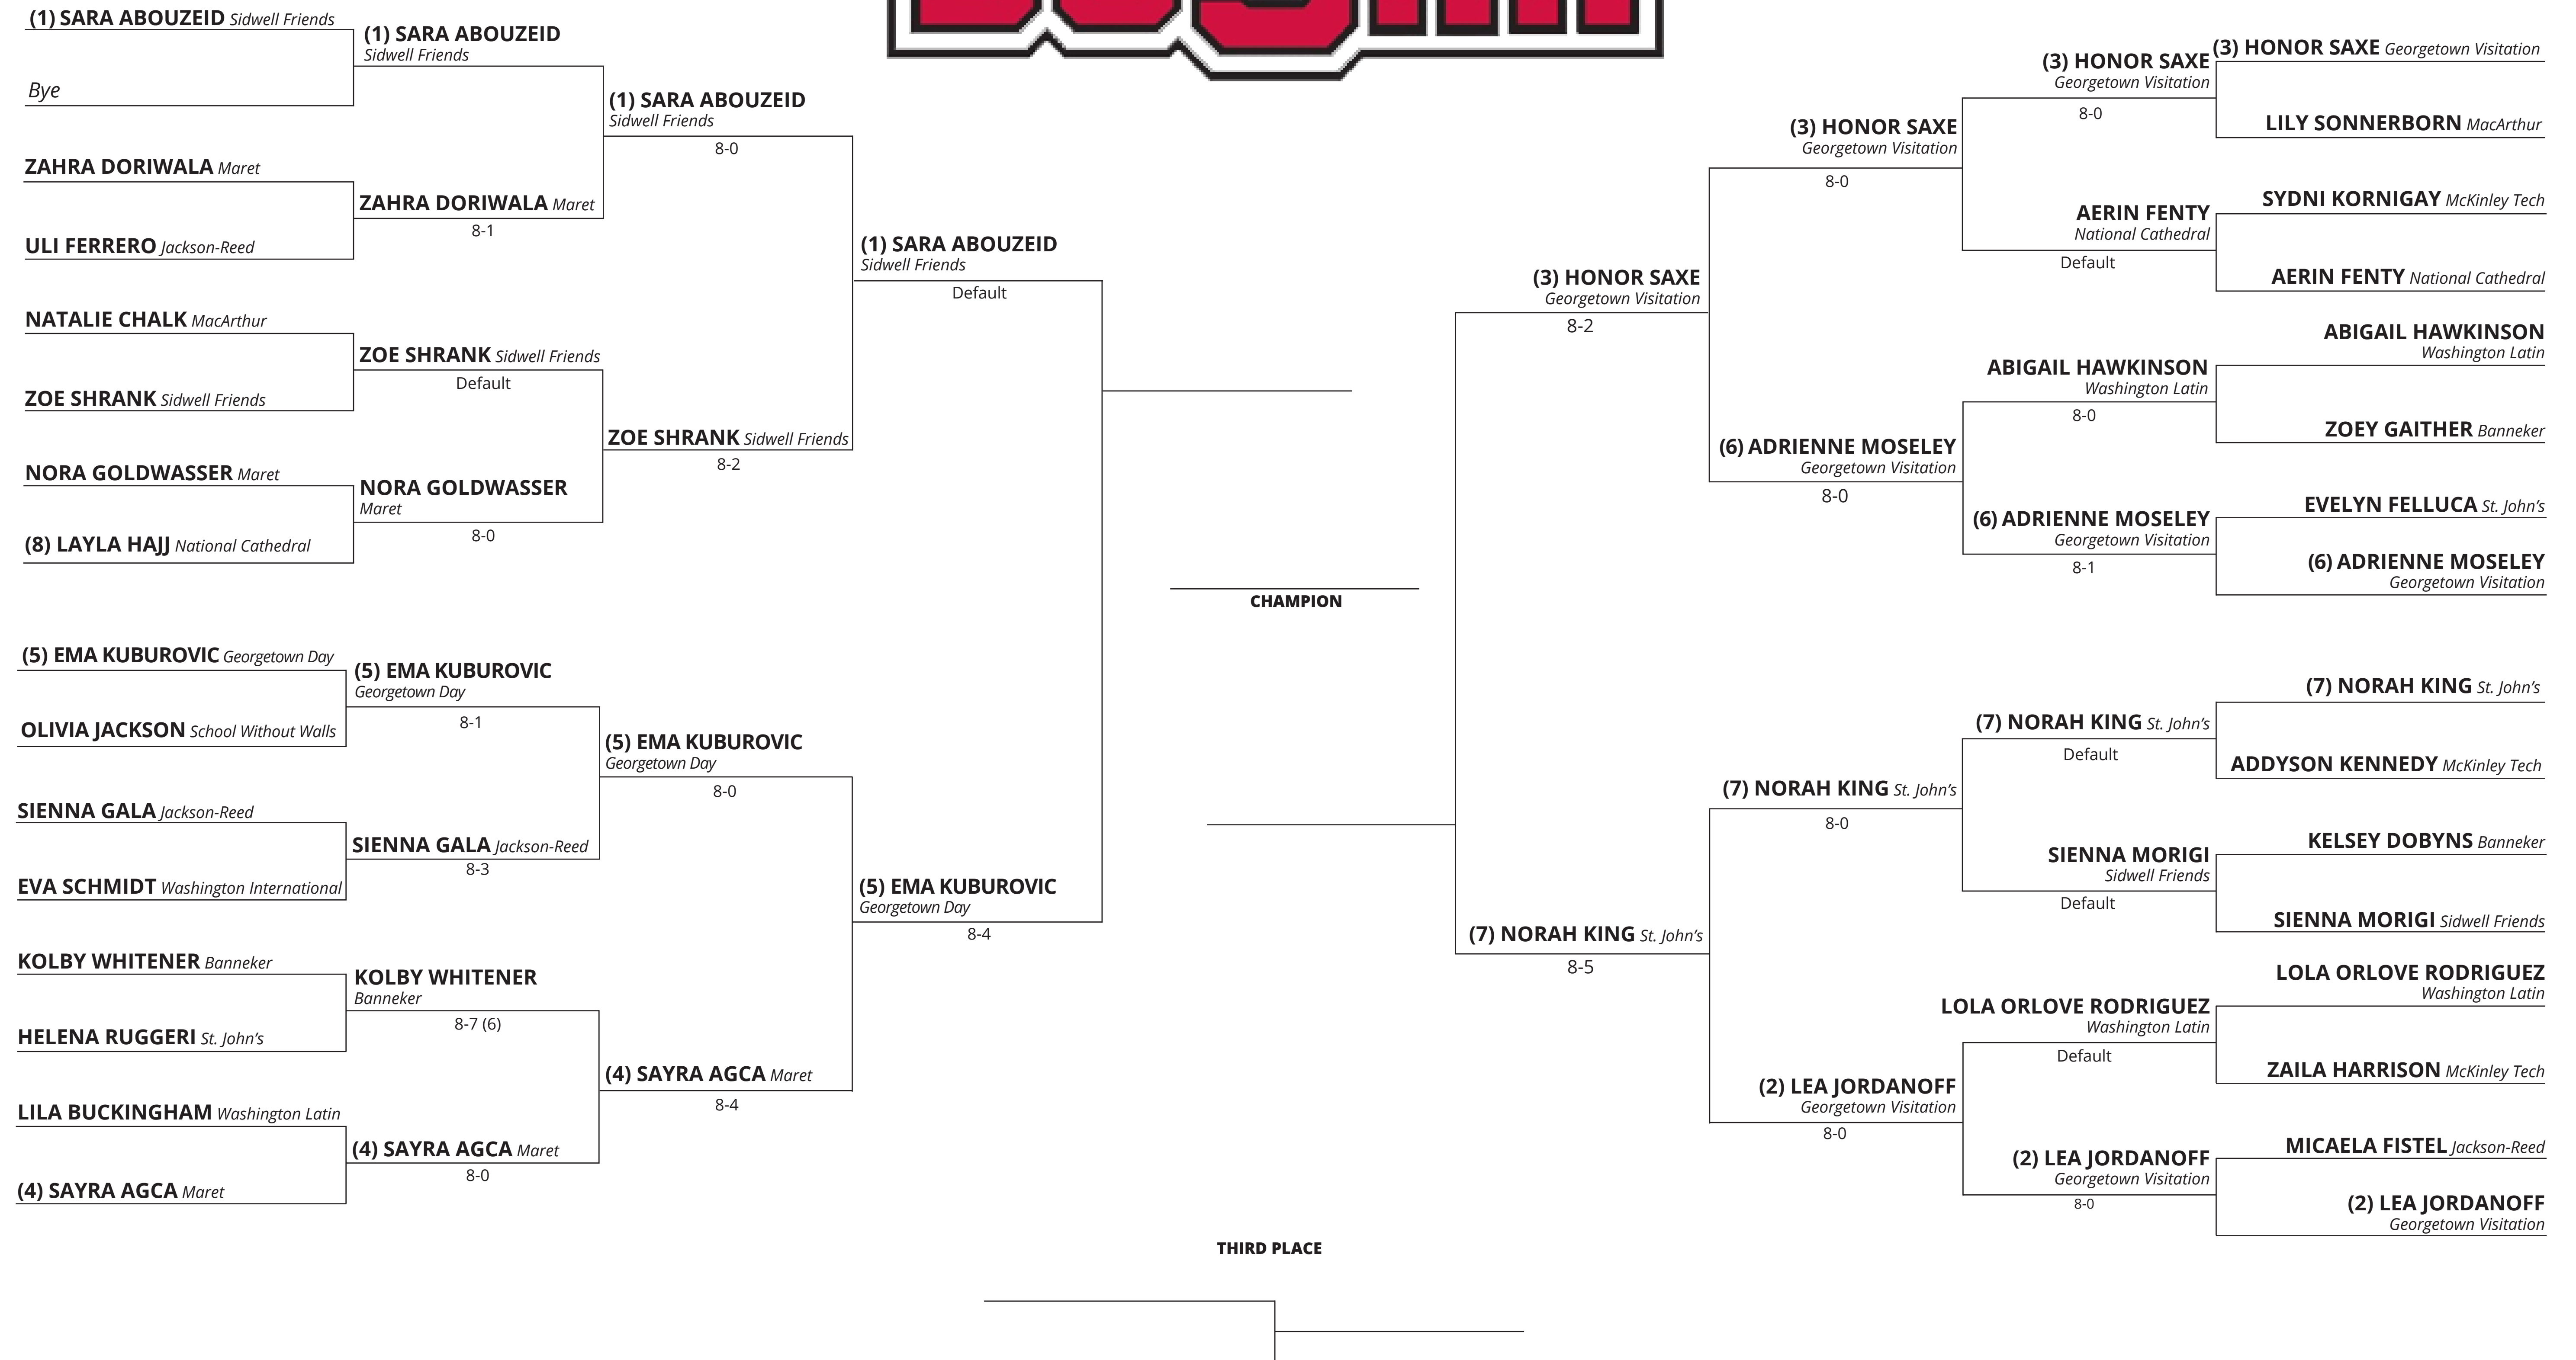 (1) SARA ABOUZEID Sidwell Friends
Bye
ZAHRA DORIWALA Maret
ULI FERRERO Jackson-Reed
NATALIE CHALK MacArthur
ZOE SHRANK Sidwell Friends
NORA GOLDWASSER Maret
(8) LAYLA HAJJ National Cathedral
(5) EMA KUBUROVIC Georgetown Day
OLIVIA JACKSON School Without Walls
SIENNA GALA Jackson-Reed
EVA SCHMIDT Washington International
KOLBY WHITENER Banneker
HELENA RUGGERI St. John's
LILA BUCKINGHAM Washington Latin
(4) SAYRA AGCA Maret
(1) SARA ABOUZEID
Sidwell Friends
ZAHRA DORIWALA Maret
8-1
ZOE SHRANK Sidwell Friends
Default
NORA GOLDWASSER
Maret
8-0
(5) EMA KUBUROVIC
Georgetown Day
8-1
SIENNA GALA Jackson-Reed
8-3
KOLBY WHITENER
Banneker
8-7 (6)
(4) SAYRA AGCA Maret
8-0
(1) SARA ABOUZEID
Sidwell Friends
8-0
ZOE SHRANK Sidwell Friends
8-2
(5) EMA KUBUROVIC
Georgetown Day
8-0
(4) SAYRA AGCA Maret
8-4
(1) SARA ABOUZEID
Sidwell Friends
Default
(5) EMA KUBUROVIC
Georgetown Day
8-4
CHAMPION
THIRD PLACE
(3) HONOR SAXE
Georgetown Visitation
8-2
(7) NORAH KING St. John's
8-5
(3) HONOR SAXE
Georgetown Visitation
8-0
(6) ADRIENNE MOSELEY
Georgetown Visitation
8-0
(7) NORAH KING St. John's
8-0
(2) LEA JORDANOFF
Georgetown Visitation
8-0
(3) HONOR SAXE
Georgetown Visitation
8-0
AERIN FENTY
National Cathedral
Default
ABIGAIL HAWKINSON
Washington Latin
8-0
(6) ADRIENNE MOSELEY
Georgetown Visitation
8-1
(7) NORAH KING St. John's
Default
SIENNA MORIGI
Sidwell Friends
Default
LOLA ORLOVE RODRIGUEZ
Washington Latin
Default
(2) LEA JORDANOFF
Georgetown Visitation
8-0
(3) HONOR SAXE Georgetown Visitation
LILY SONNERBORN MacArthur
SYDNI KORNIGAY McKinley Tech
AERIN FENTY National Cathedral
ABIGAIL HAWKINSON
Washington Latin
ZOEY GAITHER Banneker
EVELYN FELLUCA St. John's
(6) ADRIENNE MOSELEY
Georgetown Visitation
(7) NORAH KING St. John's
ADDYSON KENNEDY McKinley Tech
KELSEY DOBYNS Banneker
SIENNA MORIGI Sidwell Friends
LOLA ORLOVE RODRIGUEZ
Washington Latin
ZAILA HARRISON McKinley Tech
MICAELA FISTEL Jackson-Reed
(2) LEA JORDANOFF
Georgetown Visitation